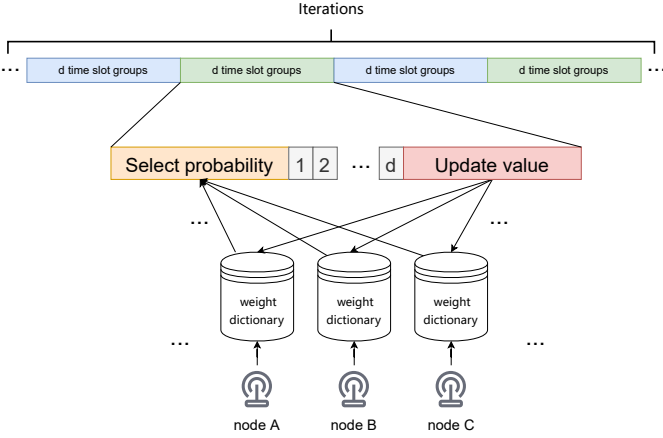 Iterations
... d time slot groups d time slot groups d time slot groups d time slot groups ...
Select probability 1 2 ... d Update value
... ...
weight dictionary weight dictionary weight dictionary
... ...
node A node B node C